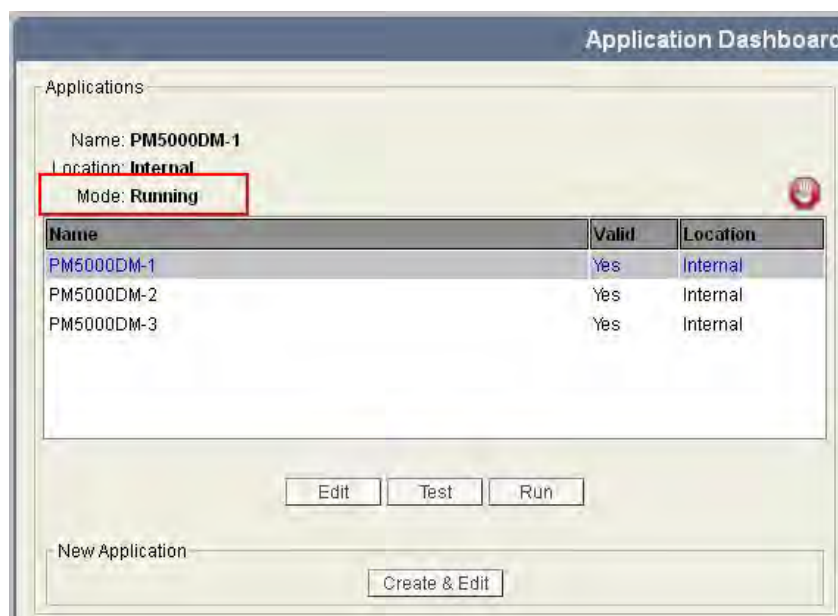 Application Dashboard
Applications
Name: PM5000DM-1
Location: Internal
Mode: Running
Name Valid Location
PM5000DM-1 Yes Internal
PM5000DM-2 Yes Internal
PM5000DM-3 Yes Internal
Edit Test Run
New Application
Create & Edit